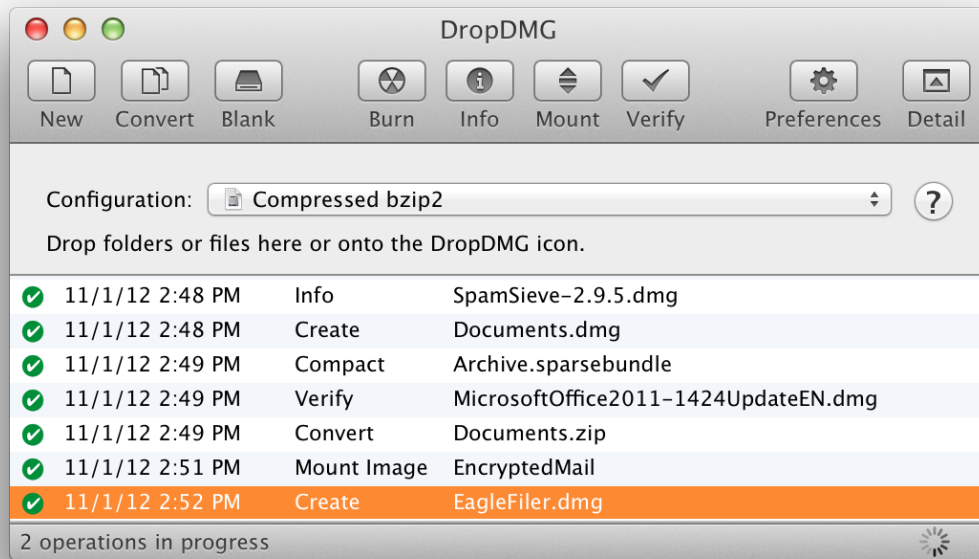 DropDMG
New Convert Blank Burn Info Mount Verify Preferences Detail
Configuration: Compressed bzip2 ?
Drop folders or files here or onto the DropDMG icon.
11/1/12 2:48 PM Info SpamSieve-2.9.5.dmg
11/1/12 2:48 PM Create Documents.dmg
11/1/12 2:49 PM Compact Archive.sparsebundle
11/1/12 2:49 PM Verify MicrosoftOffice2011-1424UpdateEN.dmg
11/1/12 2:49 PM Convert Documents.zip
11/1/12 2:51 PM Mount Image EncryptedMail
11/1/12 2:52 PM Create EagleFiler.dmg
2 operations in progress